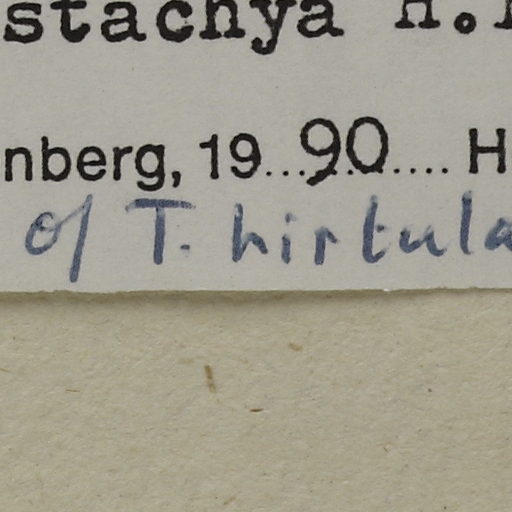 stachya H.
nberg, 19...90.... H
of T. hirtula